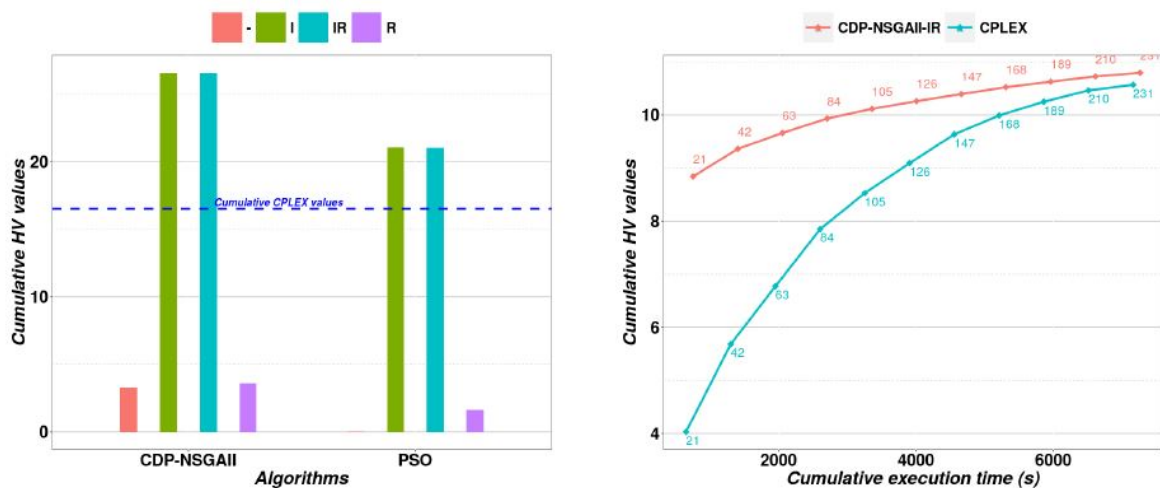 - I IR R
Cumulative HV values
20
10
0
Cumulative CPLEX values
CDP-NSGAII PSO
Algorithms
CDP-NSGAII-IR CPLEX
Cumulative HV values
10
8
6
4
21 42 63 84 105 126 147 168 189 210 231
21 42 63 84 105 126 147 168 189 210 231
2000 4000 6000
Cumulative execution time (s)